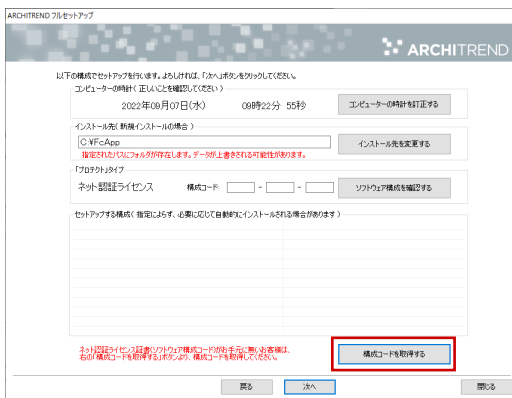 ARCHITREND フルセットアップ
ARCHITREND
以下の構成でセットアップを行います。よろしければ、「次へ」ボタンをクリックしてください。
コンピューターの時計( 正しいことを確認してください )
2022年09月07日(水) 09時22分 55秒 コンピューターの時計を訂正する
インストール先( 新規インストールの場合 )
C:¥FcApp インストール先を変更する
指定されたパスにフォルダが存在します。データが上書きされる可能性があります。
「プロテクト」タイプ
ネット認証ライセンス 構成コード: - - ソフトウェア構成を確認する
セットアップする構成( 指定によらず、必要に応じて自動的にインストールされる場合があります )
ネット認証ライセンス証書(ソフトウェア構成コード)がお手元に無いお客様は、
右の「構成コードを取得する」ボタンより、構成コードを取得してください。
構成コードを取得する
戻る 次へ 閉じる